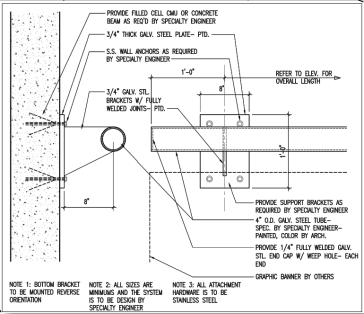 PROVIDE FILLED CELL CMU OR CONCRETE
BEAM AS REQ'D BY SPECIALTY ENGINEER
3/4" THICK GALV. STEEL PLATE- PTD.
S.S. WALL ANCHORS AS REQUIRED
BY SPECIALTY ENGINEER
1'-0"
REFER TO ELEV. FOR
OVERALL LENGTH
8"
3/4" GALV. STL.
BRACKETS W/ FULLY
WELDED JOINTS- PTD.
1'-0"
8"
PROVIDE SUPPORT BRACKETS AS
REQUIRED BY SPECIALTY ENGINEER
4" O.D. GALV. STEEL TUBE-
SPEC. BY SPECIALTY ENGINEER-
PAINTED, COLOR BY ARCH.
PROVIDE 1/4" FULLY WELDED GALV.
STL. END CAP W/ WEEP HOLE- EACH
END
GRAPHIC BANNER BY OTHERS
NOTE 1: BOTTOM BRACKET
TO BE MOUNTED REVERSE
ORIENTATION
NOTE 2: ALL SIZES ARE
MINIMUMS AND THE SYSTEM
IS TO BE DESIGN BY
SPECIALTY ENGINEER
NOTE 3: ALL ATTACHMENT
HARDWARE IS TO BE
STAINLESS STEEL